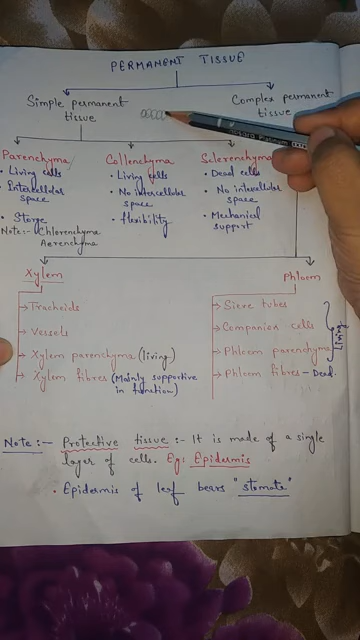 PERMANENT TISSUE
Simple permanent tissue
Complex permanent tissue
Parenchyma
• Living cells
• Intercellular space
• Storge
Note:- Chlorenchyma
Aerenchyma
Collenchyma
• Living cells
• No intercellular space
• flexibility
Sclerenchyma
• Dead cells
• No intercellular space
• Mechanical support
Xylem
→ Tracheids
→ Vessels
→ Xylem parenchyma (living)
→ Xylem fibres (Mainly supportive in function)
Phloem
→ Sieve tubes
→ Companion cells
→ Phloem parenchyma
→ Phloem fibres - Dead.
Note:- Protective tissue:- It is made of a single
layer of cells. Eg: Epidermis
• Epidermis of leaf bears "stomata"